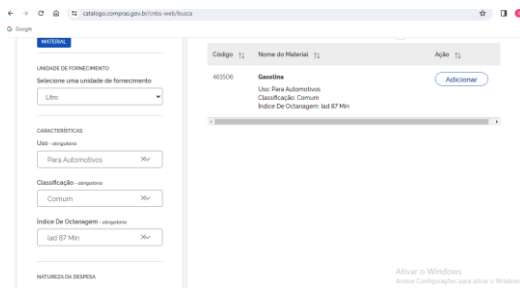 catalogo.compras.gov.br/cnbs-web/busca
Google
MATERIAL
UNIDADE DE FORNECIMENTO
Selecione uma unidade de fornecimento
Litro
CARACTERÍSTICAS
Uso - obrigatório
Para Automotivos
Classificação - obrigatório
Comum
Índice De Octanagem - obrigatório
Iad 87 Min
NATUREZA DA DESPESA
Código Nome do Material Ação
461506 Gasolina Adicionar
Uso: Para Automotivos
Classificação: Comum
Índice De Octanagem: Iad 87 Min
Ativar o Windows
Acesse Configurações para ativar o Windows